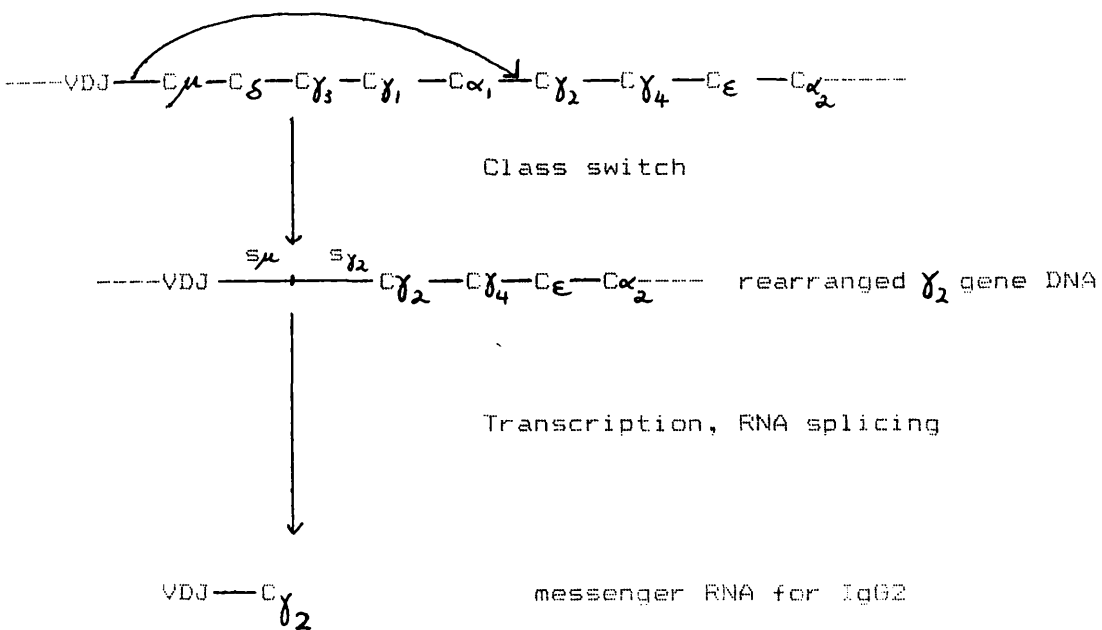 ----VDJ—Cμ—Cδ—Cγ3—Cγ1—Cα1—Cγ2—Cγ4—Cε—Cα2-----
Class switch
Sμ Sγ2
----VDJ——Cγ2—Cγ4—Cε—Cα2---- rearranged γ2 gene DNA
Transcription, RNA splicing
VDJ—Cγ2 messenger RNA for IgG2